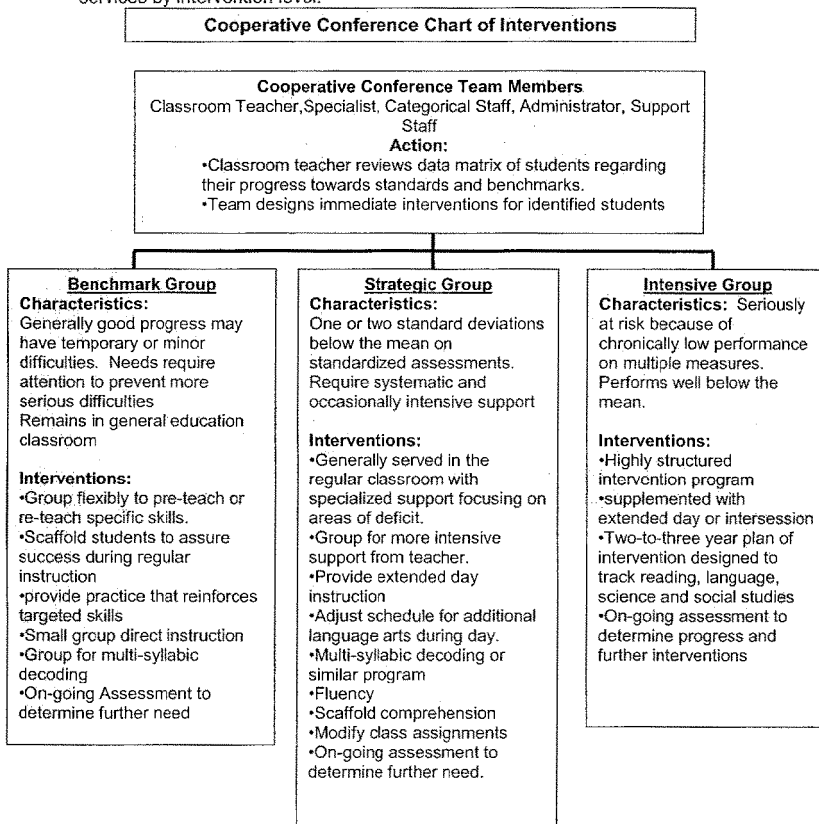 services by intervention level.
Cooperative Conference Chart of Interventions
Cooperative Conference Team Members
Classroom Teacher,Specialist, Categorical Staff, Administrator, Support
Staff
Action:
•Classroom teacher reviews data matrix of students regarding
their progress towards standards and benchmarks.
•Team designs immediate interventions for identified students
Benchmark Group
Characteristics:
Generally good progress may
have temporary or minor
difficulties. Needs require
attention to prevent more
serious difficulties
Remains in general education
classroom
Interventions:
•Group flexibly to pre-teach or
re-teach specific skills.
•Scaffold students to assure
success during regular
instruction
•provide practice that reinforces
targeted skills
•Small group direct instruction
•Group for multi-syllabic
decoding
•On-going Assessment to
determine further need
Strategic Group
Characteristics:
One or two standard deviations
below the mean on
standardized assessments.
Require systematic and
occasionally intensive support
Interventions:
•Generally served in the
regular classroom with
specialized support focusing on
areas of deficit.
•Group for more intensive
support from teacher.
•Provide extended day
instruction
•Adjust schedule for additional
language arts during day.
•Multi-syllabic decoding or
similar program
•Fluency
•Scaffold comprehension
•Modify class assignments
•On-going assessment to
determine further need.
Intensive Group
Characteristics: Seriously
at risk because of
chronically low performance
on multiple measures.
Performs well below the
mean.
Interventions:
•Highly structured
intervention program
•supplemented with
extended day or intersession
•Two-to-three year plan of
intervention designed to
track reading, language,
science and social studies
•On-going assessment to
determine progress and
further interventions